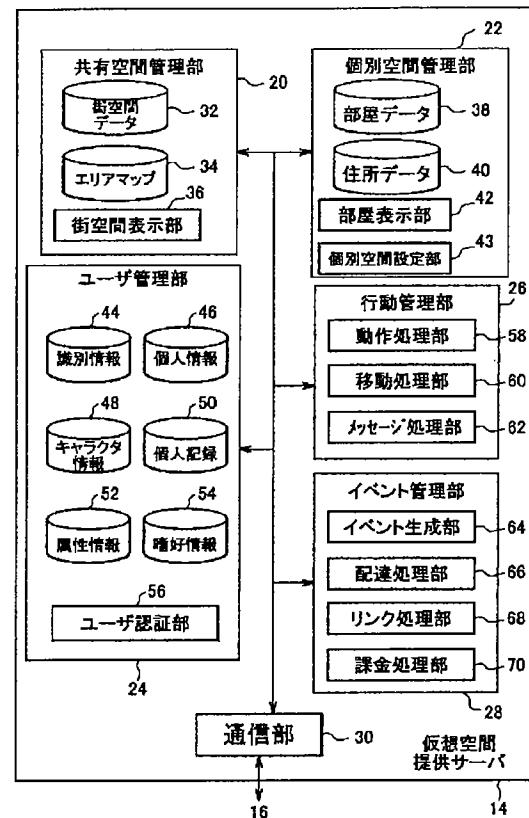 22
共有空間管理部
20
街空間
データ
32
エリアマップ
34
36
街空間表示部
個別空間管理部
部屋データ
38
住所データ
40
42
部屋表示部
43
個別空間設定部
ユーザ管理部
44
46
識別情報
個人情報
48
50
キャラクタ
情報
個人記録
52
54
属性情報
嗜好情報
56
ユーザ認証部
24
行動管理部
26
動作処理部
58
移動処理部
60
メッセージ処理部
62
イベント管理部
イベント生成部
64
配達処理部
66
リンク処理部
68
課金処理部
70
28
通信部
30
仮想空間
提供サーバ
14
16